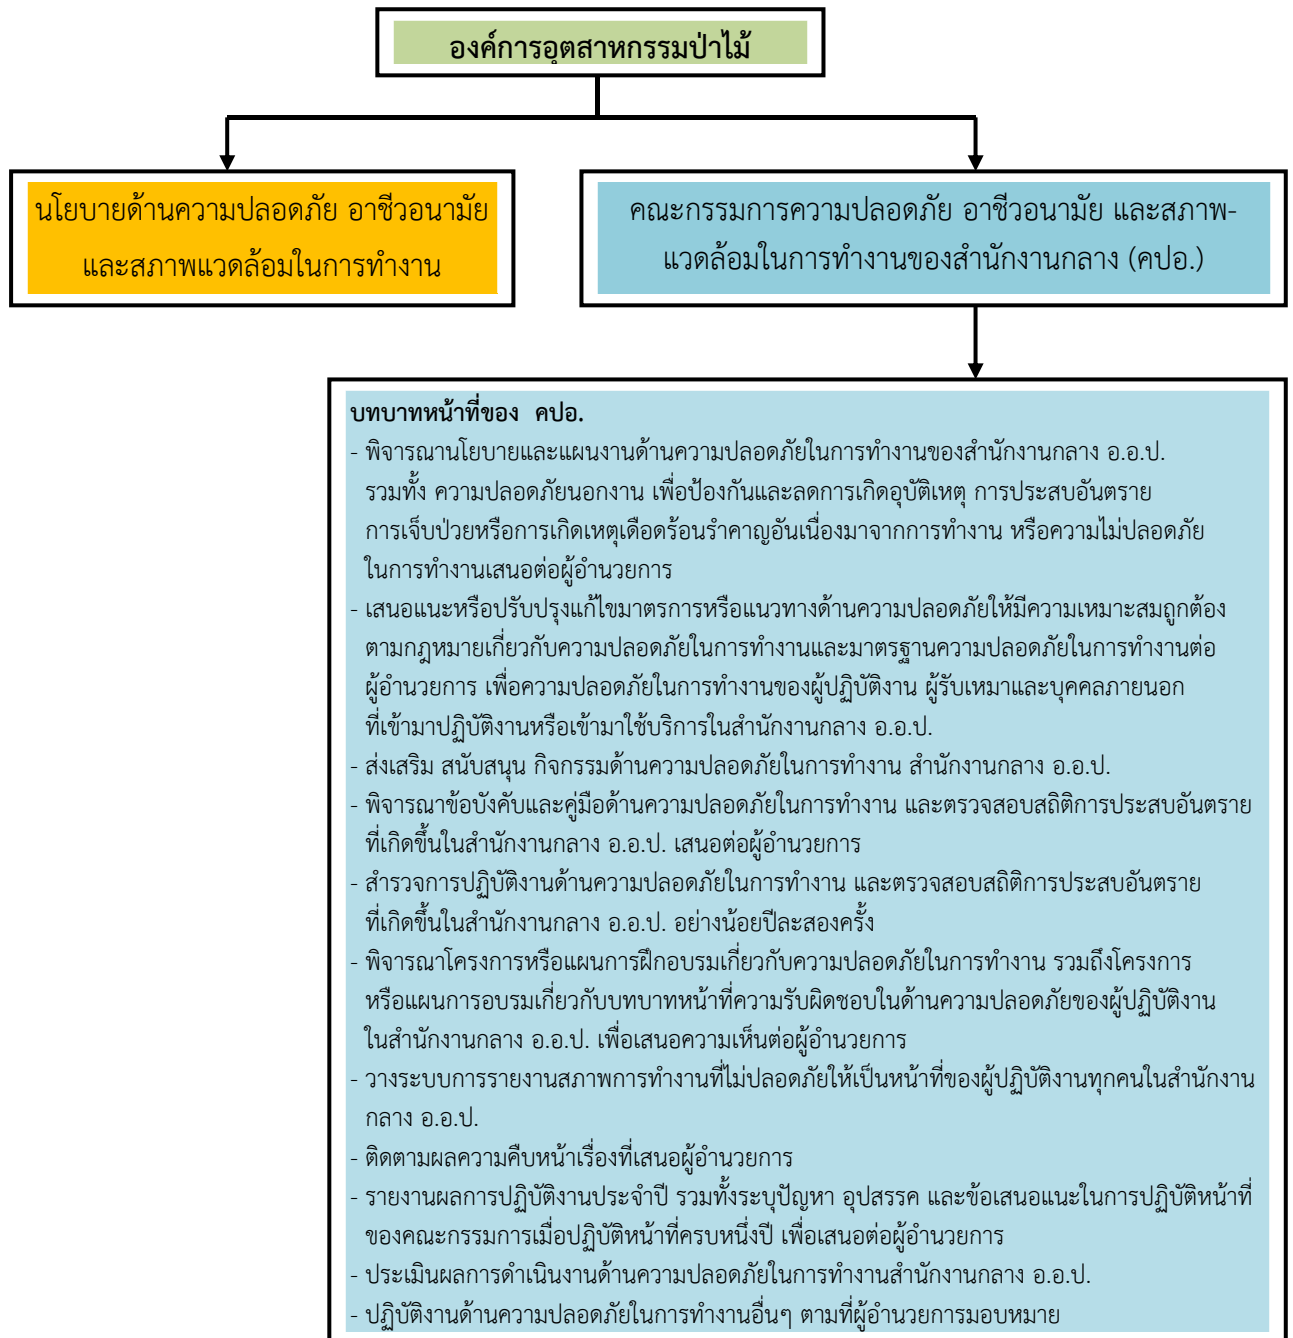 องค์การอุตสาหกรรมป่าไม้
นโยบายด้านความปลอดภัย อาชีวอนามัย
และสภาพแวดล้อมในการทำงาน
คณะกรรมการความปลอดภัย อาชีวอนามัย และสภาพ-
แวดล้อมในการทำงานของสำนักงานกลาง (คปอ.)
บทบาทหน้าที่ของ คปอ.
- พิจารณานโยบายและแผนงานด้านความปลอดภัยในการทำงานของสำนักงานกลาง อ.อ.ป.
รวมทั้ง ความปลอดภัยนอกงาน เพื่อป้องกันและลดการเกิดอุบัติเหตุ การประสบอันตราย
การเจ็บป่วยหรือการเกิดเหตุเดือดร้อนรำคาญอันเนื่องมาจากการทำงาน หรือความไม่ปลอดภัย
ในการทำงานเสนอต่อผู้อำนวยการ
- เสนอแนะหรือปรับปรุงแก้ไขมาตรการหรือแนวทางด้านความปลอดภัยให้มีความเหมาะสมถูกต้อง
ตามกฎหมายเกี่ยวกับความปลอดภัยในการทำงานและมาตรฐานความปลอดภัยในการทำงานต่อ
ผู้อำนวยการ เพื่อความปลอดภัยในการทำงานของผู้ปฏิบัติงาน ผู้รับเหมาและบุคคลภายนอก
ที่เข้ามาปฏิบัติงานหรือเข้ามาใช้บริการในสำนักงานกลาง อ.อ.ป.
- ส่งเสริม สนับสนุน กิจกรรมด้านความปลอดภัยในการทำงาน สำนักงานกลาง อ.อ.ป.
- พิจารณาข้อบังคับและคู่มือด้านความปลอดภัยในการทำงาน และตรวจสอบสถิติการประสบอันตราย
ที่เกิดขึ้นในสำนักงานกลาง อ.อ.ป. เสนอต่อผู้อำนวยการ
- สำรวจการปฏิบัติงานด้านความปลอดภัยในการทำงาน และตรวจสอบสถิติการประสบอันตราย
ที่เกิดขึ้นในสำนักงานกลาง อ.อ.ป. อย่างน้อยปีละสองครั้ง
- พิจารณาโครงการหรือแผนการฝึกอบรมเกี่ยวกับความปลอดภัยในการทำงาน รวมถึงโครงการ
หรือแผนการอบรมเกี่ยวกับบทบาทหน้าที่ความรับผิดชอบในด้านความปลอดภัยของผู้ปฏิบัติงาน
ในสำนักงานกลาง อ.อ.ป. เพื่อเสนอความเห็นต่อผู้อำนวยการ
- วางระบบการรายงานสภาพการทำงานที่ไม่ปลอดภัยให้เป็นหน้าที่ของผู้ปฏิบัติงานทุกคนในสำนักงาน
กลาง อ.อ.ป.
- ติดตามผลความคืบหน้าเรื่องที่เสนอผู้อำนวยการ
- รายงานผลการปฏิบัติงานประจำปี รวมทั้งระบุปัญหา อุปสรรค และข้อเสนอแนะในการปฏิบัติหน้าที่
ของคณะกรรมการเมื่อปฏิบัติหน้าที่ครบหนึ่งปี เพื่อเสนอต่อผู้อำนวยการ
- ประเมินผลการดำเนินงานด้านความปลอดภัยในการทำงานสำนักงานกลาง อ.อ.ป.
- ปฏิบัติงานด้านความปลอดภัยในการทำงานอื่นๆ ตามที่ผู้อำนวยการมอบหมาย